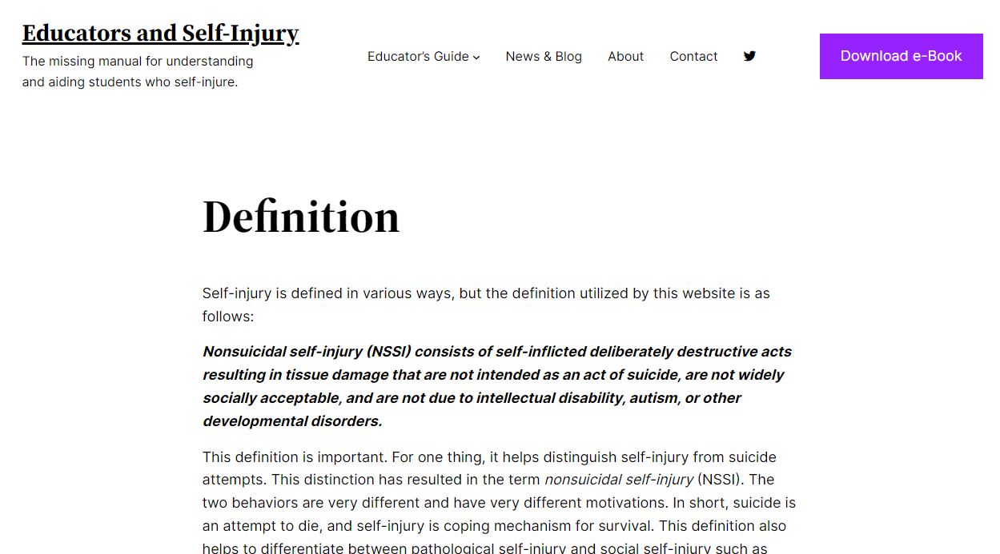 Educators and Self-Injury
The missing manual for understanding
and aiding students who self-injure.
Educator’s Guide
News & Blog
About
Contact
Download e-Book
Definition
Self-injury is defined in various ways, but the definition utilized by this website is as
follows:
Nonsuicidal self-injury (NSSI) consists of self-inflicted deliberately destructive acts
resulting in tissue damage that are not intended as an act of suicide, are not widely
socially acceptable, and are not due to intellectual disability, autism, or other
developmental disorders.
This definition is important. For one thing, it helps distinguish self-injury from suicide
attempts. This distinction has resulted in the term nonsuicidal self-injury (NSSI). The
two behaviors are very different and have very different motivations. In short, suicide is
an attempt to die, and self-injury is coping mechanism for survival. This definition also
helps to differentiate between pathological self-injury and social self-injury such as